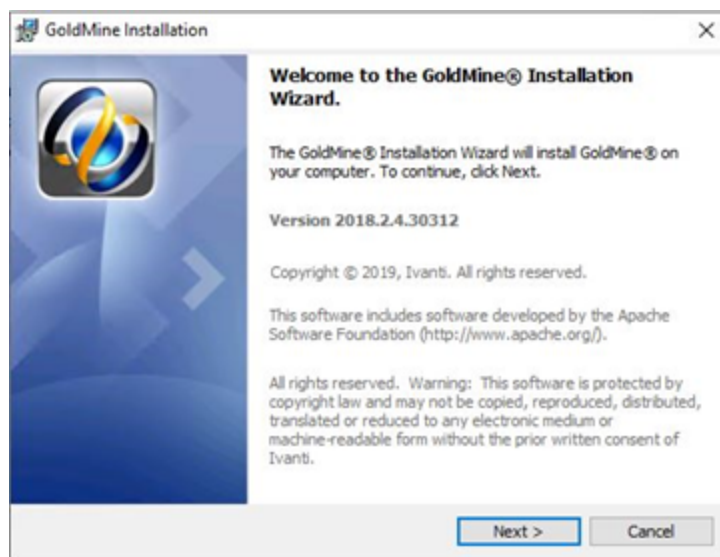 GoldMine Installation
Welcome to the GoldMine® Installation
Wizard.
The GoldMine® Installation Wizard will install GoldMine® on
your computer. To continue, click Next.
Version 2018.2.4.30312
Copyright © 2019, Ivanti. All rights reserved.
This software includes software developed by the Apache
Software Foundation (http://www.apache.org/).
All rights reserved.  Warning:  This software is protected by
copyright law and may not be copied, reproduced, distributed,
translated or reduced to any electronic medium or
machine-readable form without the prior written consent of
Ivanti.
Next >
Cancel